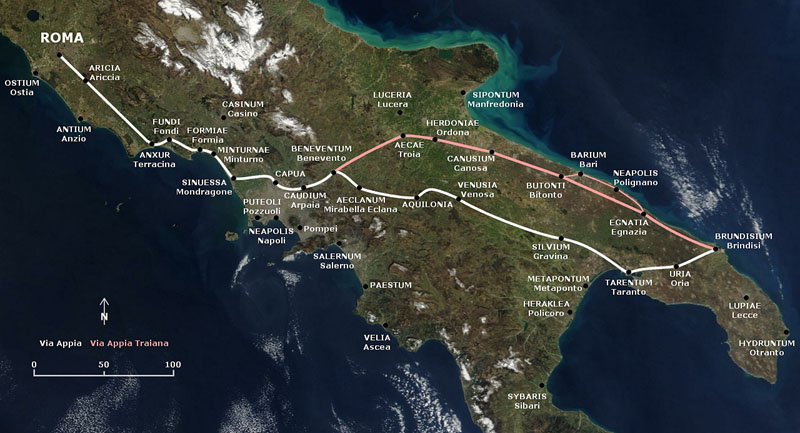 ROMA
ARICIA
Ariccia
OSTIUM
Ostia
ANTIUM
Anzio
CASINUM
Casino
FUNDI
Fondi
FORMIAE
Formia
ANXUR
Terracina
MINTURNAE
Minturno
SINUESSA
Mondragone
CAPUA
CAUDIUM
Arpaia
PUTEOLI
Pozzuoli
NEAPOLIS
Napoli
Pompei
SALERNUM
Salerno
PAESTUM
VELIA
Ascea
BENEVENTUM
Benevento
AECLANUM
Mirabella Eclana
AQUILONIA
LUCERIA
Lucera
SIPONTUM
Manfredonia
AECAE
Troia
HERDONIAE
Ordona
CANUSIUM
Canosa
VENUSIA
Venosa
BUTONTI
Bitonto
BARIUM
Bari
NEAPOLIS
Polignano
EGNATIA
Egnazia
BRUNDISIUM
Brindisi
SILVIUM
Gravina
METAPONTUM
Metaponto
HERAKLEA
Policoro
TARENTUM
Taranto
URIA
Oria
LUPIAE
Lecce
HYDRUNTUM
Otranto
SYBARIS
Sibari
N
Via Appia Via Appia Traiana
0 50 100